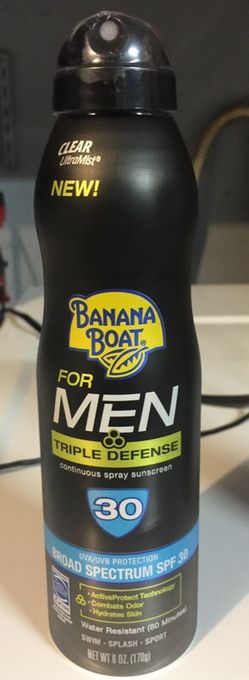 CLEAR
UltraMist®
NEW!
BANANA
BOAT®
FOR
MEN
TRIPLE DEFENSE
continuous spray sunscreen
30
UVA/UVB PROTECTION
BROAD SPECTRUM SPF 30
• ActiveProtect Technology™
• Combats Odor
• Hydrates Skin
Water Resistant (80 Minutes)
SWIM - SPLASH - SPORT
NET WT 6 OZ. (170g)